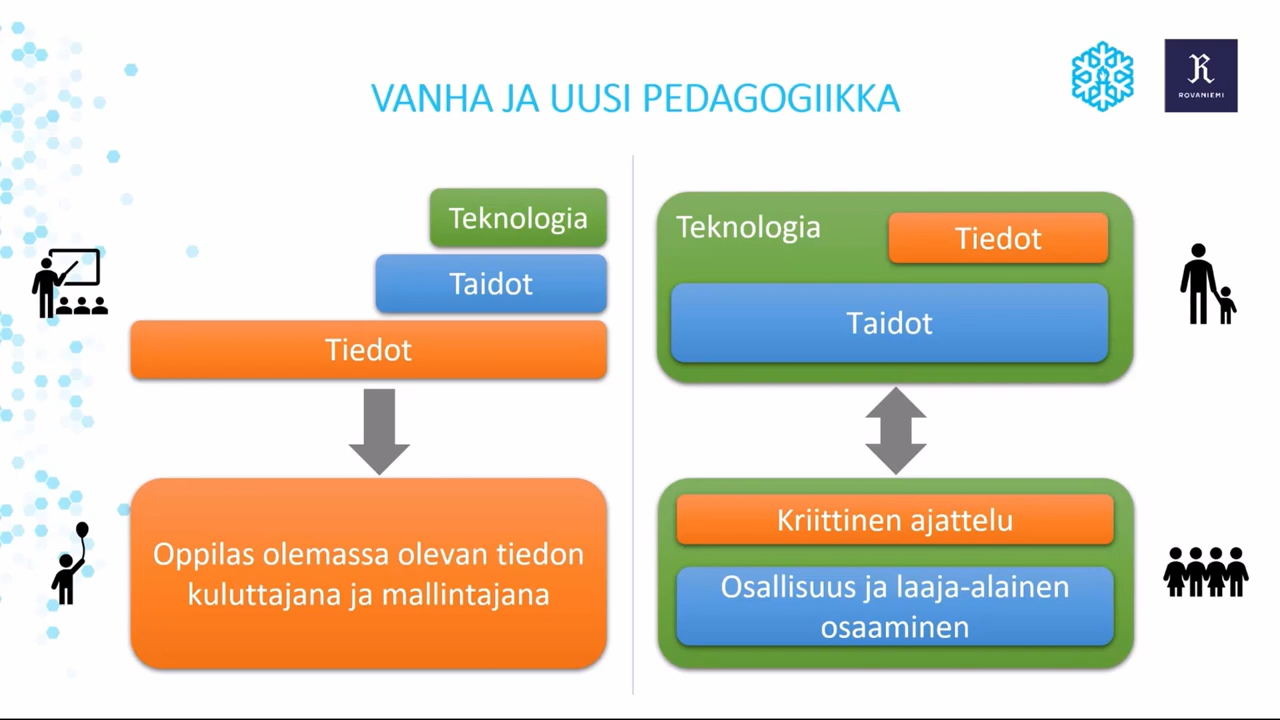 VANHA JA UUSI PEDAGOGIIKKA
R
ROVANIEMI
Teknologia
Taidot
Tiedot
Oppilas olemassa olevan tiedon
kuluttajana ja mallintajana
Teknologia
Tiedot
Taidot
Kriittinen ajattelu
Osallisuus ja laaja-alainen
osaaminen